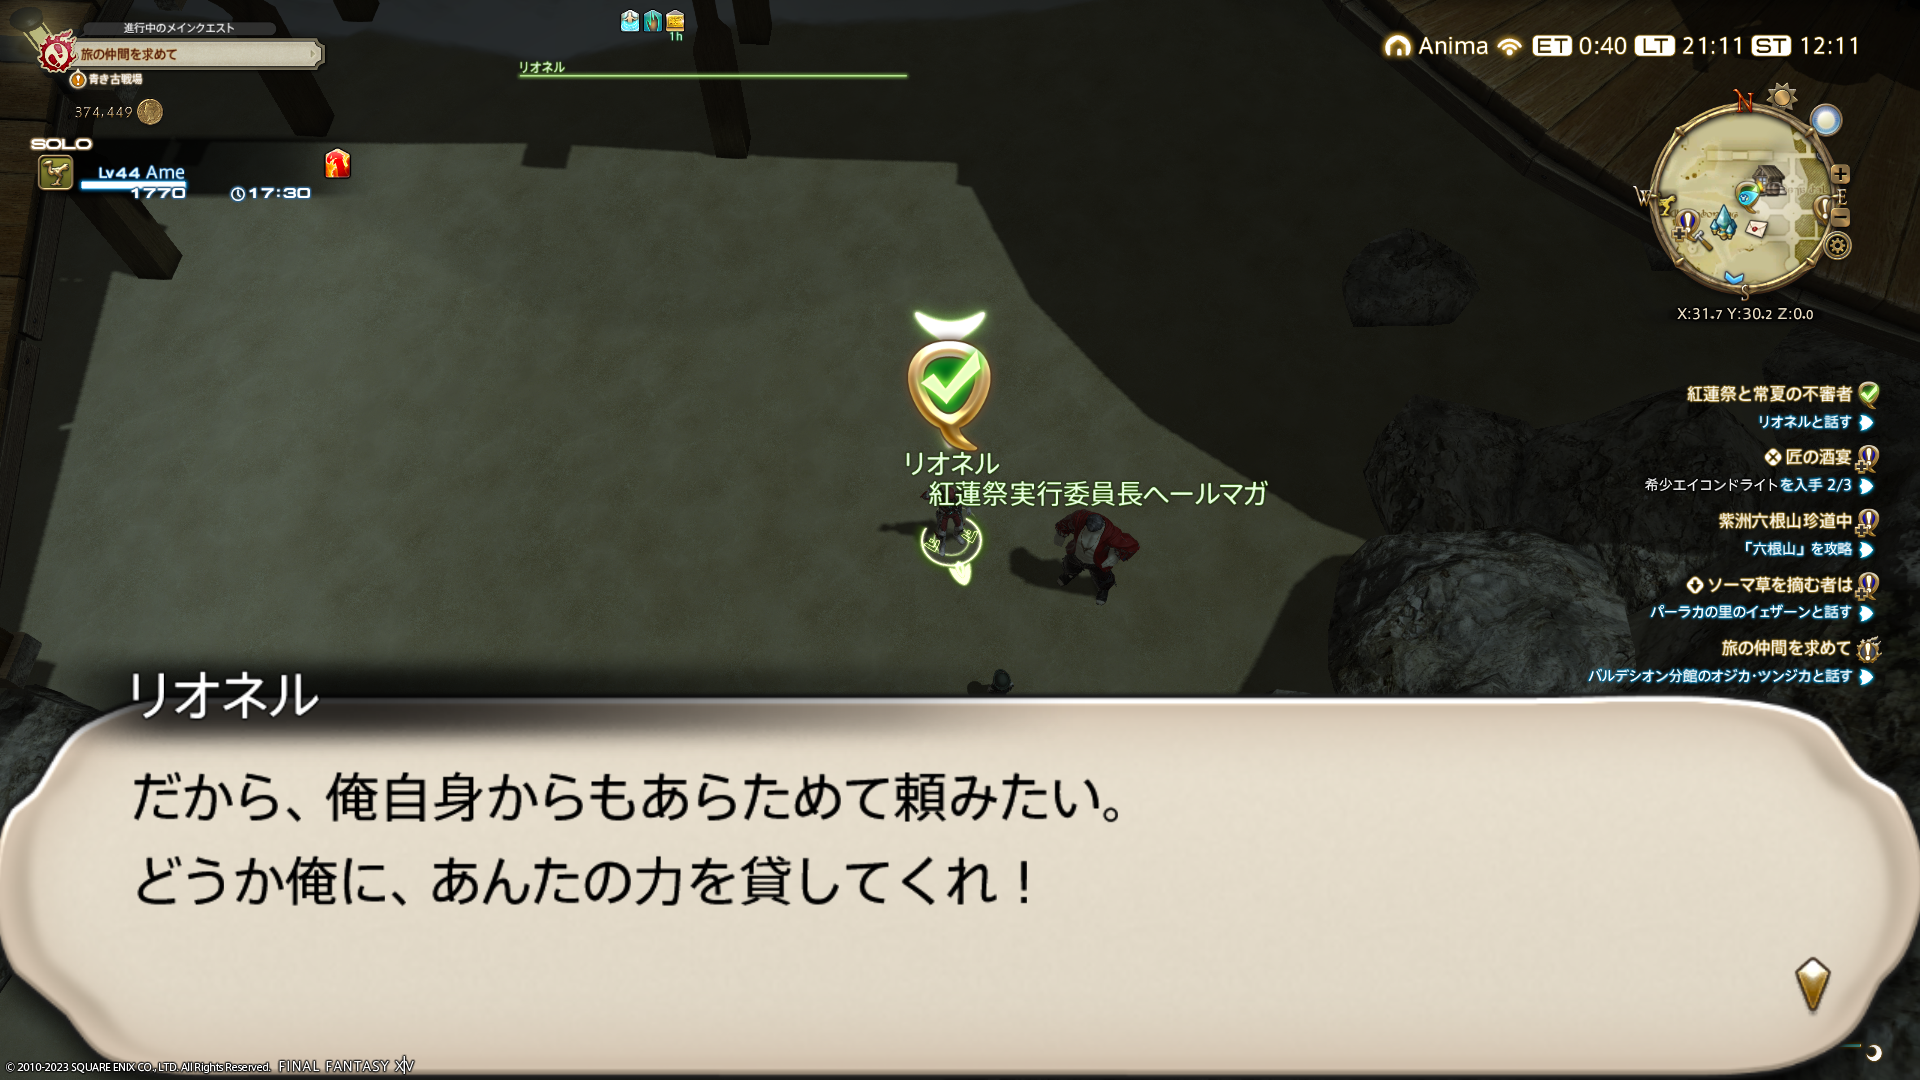 進行中のメインクエスト
旅の仲間を求めて
青き古戦場
374,449
SOLO
Lv44 Ame
1770
17:30
1h
リオネル
Anima ET 0:40 LT 21:11 ST 12:11
N
W
E
S
X:31.7 Y:30.2 Z:0.0
紅蓮祭と常夏の不審者
リオネルと話す
匠の酒宴
希少エイコンドライトを入手 2/3
紫洲六根山珍道中
「六根山」を攻略
ソーマ草を摘む者は
パーラカの里のイェザーンと話す
旅の仲間を求めて
バルデシオン分館のオジカ・ツンジカと話す
リオネル
紅蓮祭実行委員長ヘールマガ
リオネル
だから、俺自身からもあらためて頼みたい。
どうか俺に、あんたの力を貸してくれ！
© 2010-2023 SQUARE ENIX CO., LTD. All Rights Reserved. FINAL FANTASY XIV